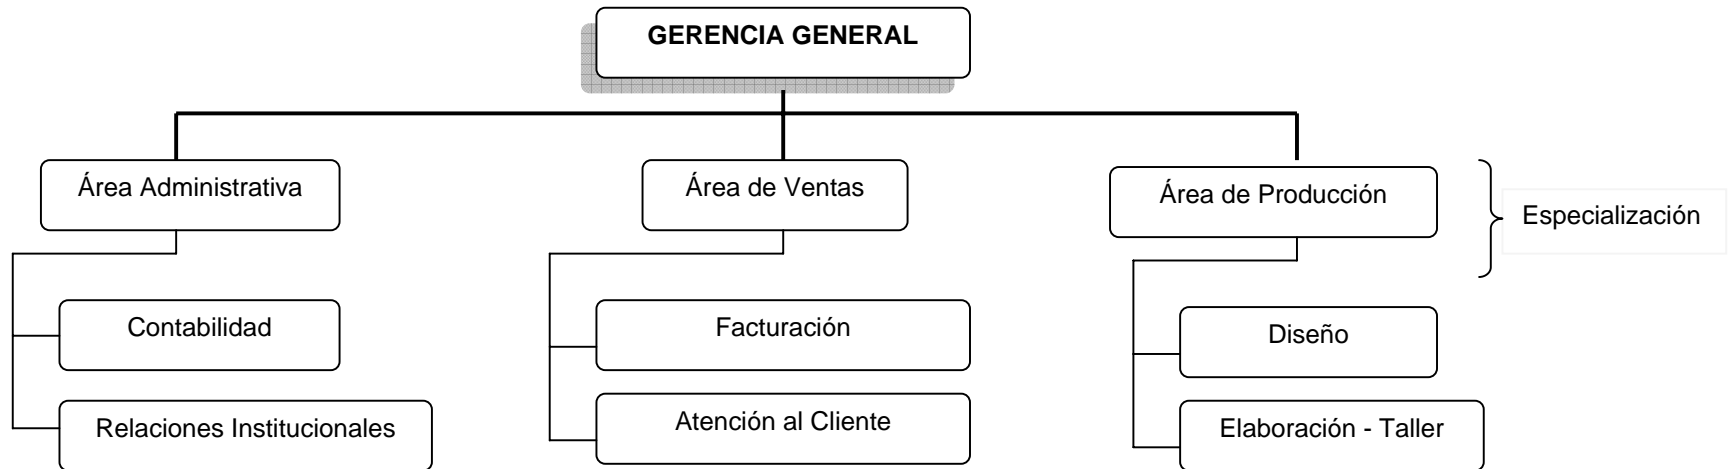 GERENCIA GENERAL
Área Administrativa
Área de Ventas
Área de Producción
Especialización
Contabilidad
Facturación
Diseño
Relaciones Institucionales
Atención al Cliente
Elaboración - Taller